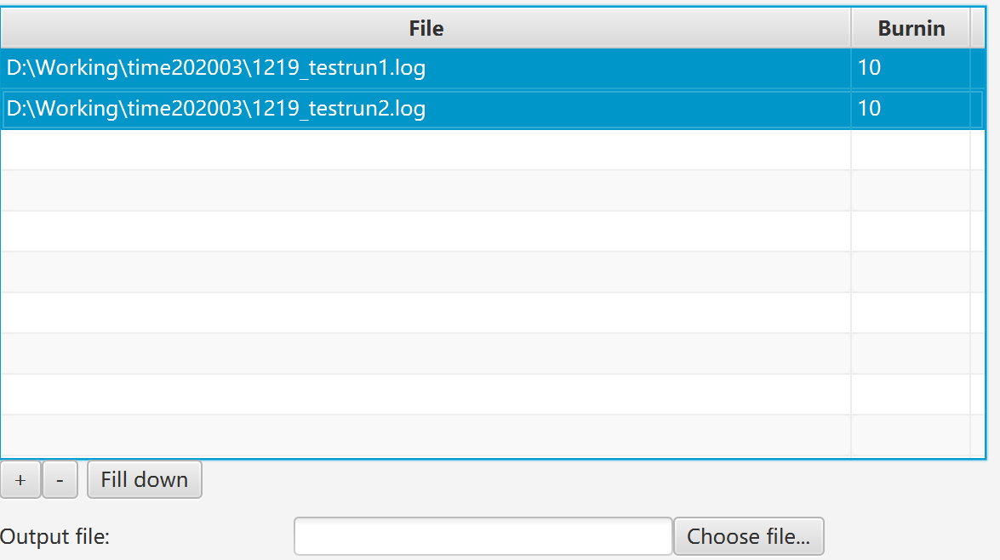 File Burnin
D:\Working\time202003\1219_testrun1.log 10
D:\Working\time202003\1219_testrun2.log 10
+ - Fill down
Output file: Choose file...